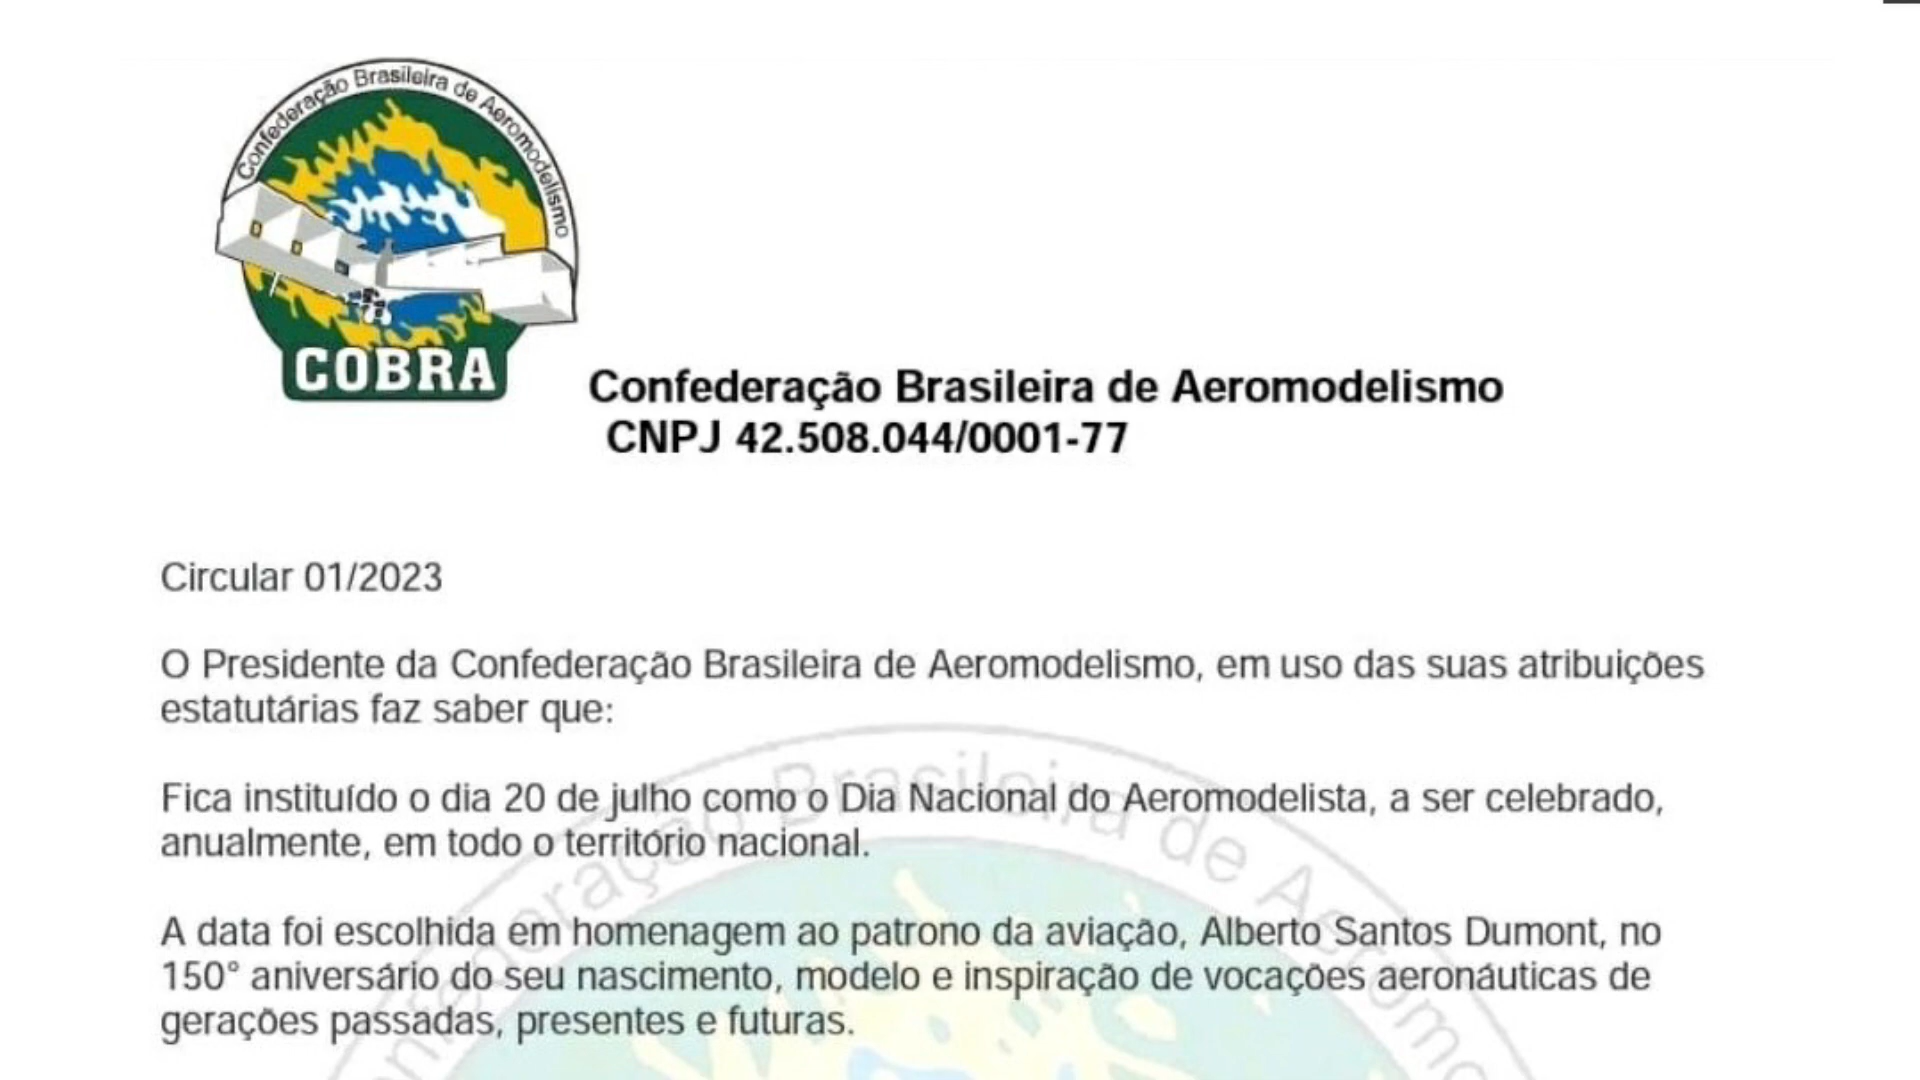 Confederação Brasileira de Aeromodelismo
COBRA
Confederação Brasileira de Aeromodelismo
CNPJ 42.508.044/0001-77
Circular 01/2023
O Presidente da Confederação Brasileira de Aeromodelismo, em uso das suas atribuições
estatutárias faz saber que:
Fica instituído o dia 20 de julho como o Dia Nacional do Aeromodelista, a ser celebrado,
anualmente, em todo o território nacional.
A data foi escolhida em homenagem ao patrono da aviação, Alberto Santos Dumont, no
150° aniversário do seu nascimento, modelo e inspiração de vocações aeronáuticas de
gerações passadas, presentes e futuras.